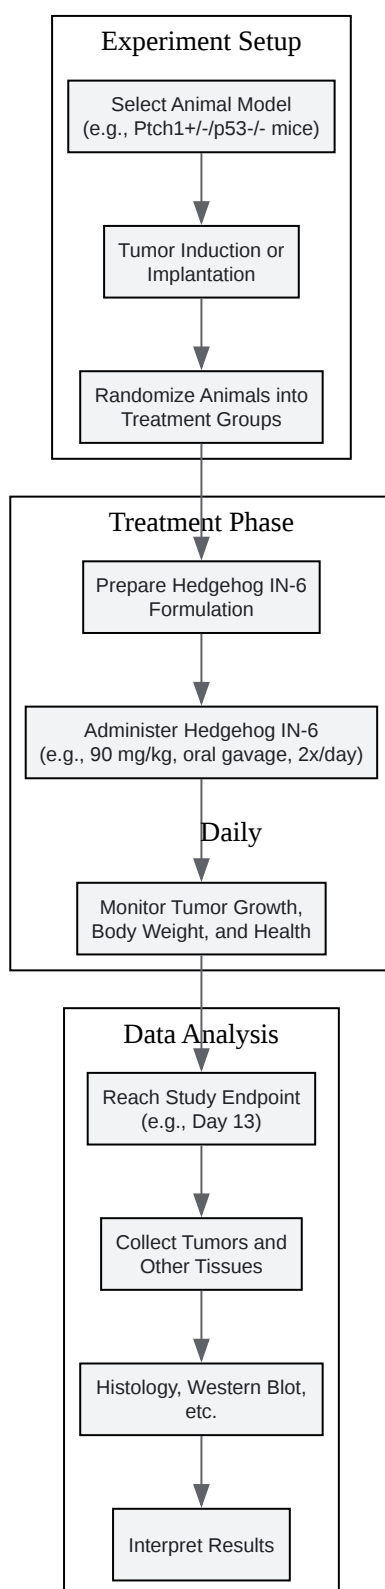 Experiment Setup
Select Animal Model
(e.g., Ptch1+/-/p53-/- mice)
Tumor Induction or
Implantation
Randomize Animals into
Treatment Groups
Treatment Phase
Prepare Hedgehog IN-6
Formulation
Administer Hedgehog IN-6
(e.g., 90 mg/kg, oral gavage, 2x/day)
Daily
Monitor Tumor Growth,
Body Weight, and Health
Data Analysis
Reach Study Endpoint
(e.g., Day 13)
Collect Tumors and
Other Tissues
Histology, Western Blot,
etc.
Interpret Results